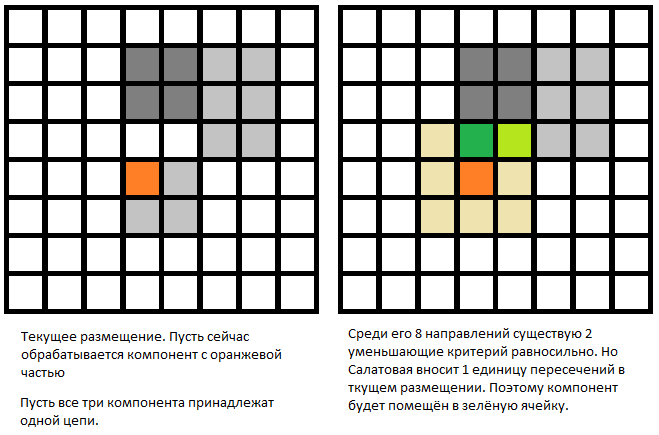 Текущее размещение. Пусть сейчас
обрабатывается компонент с оранжевой
частью
Пусть все три компонента принадлежат
одной цепи.
Среди его 8 направлений существую 2
уменьшающие критерий равносильно. Но
Салатовая вносит 1 единицу пересечений в
ткущем размещении. Поэтому компонент
будет помещён в зелёную ячейку.